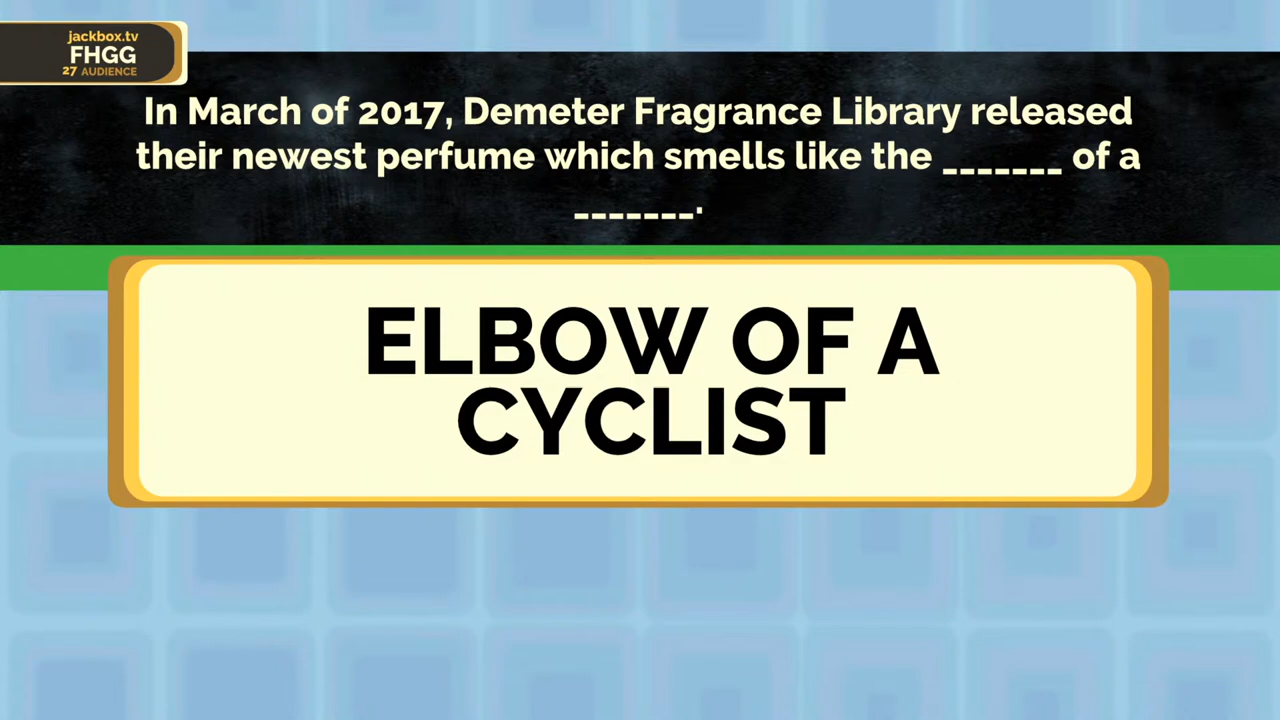 jackbox.tv
FHGG
27 AUDIENCE
In March of 2017, Demeter Fragrance Library released
their newest perfume which smells like the _______ of a
_______.
ELBOW OF A
CYCLIST